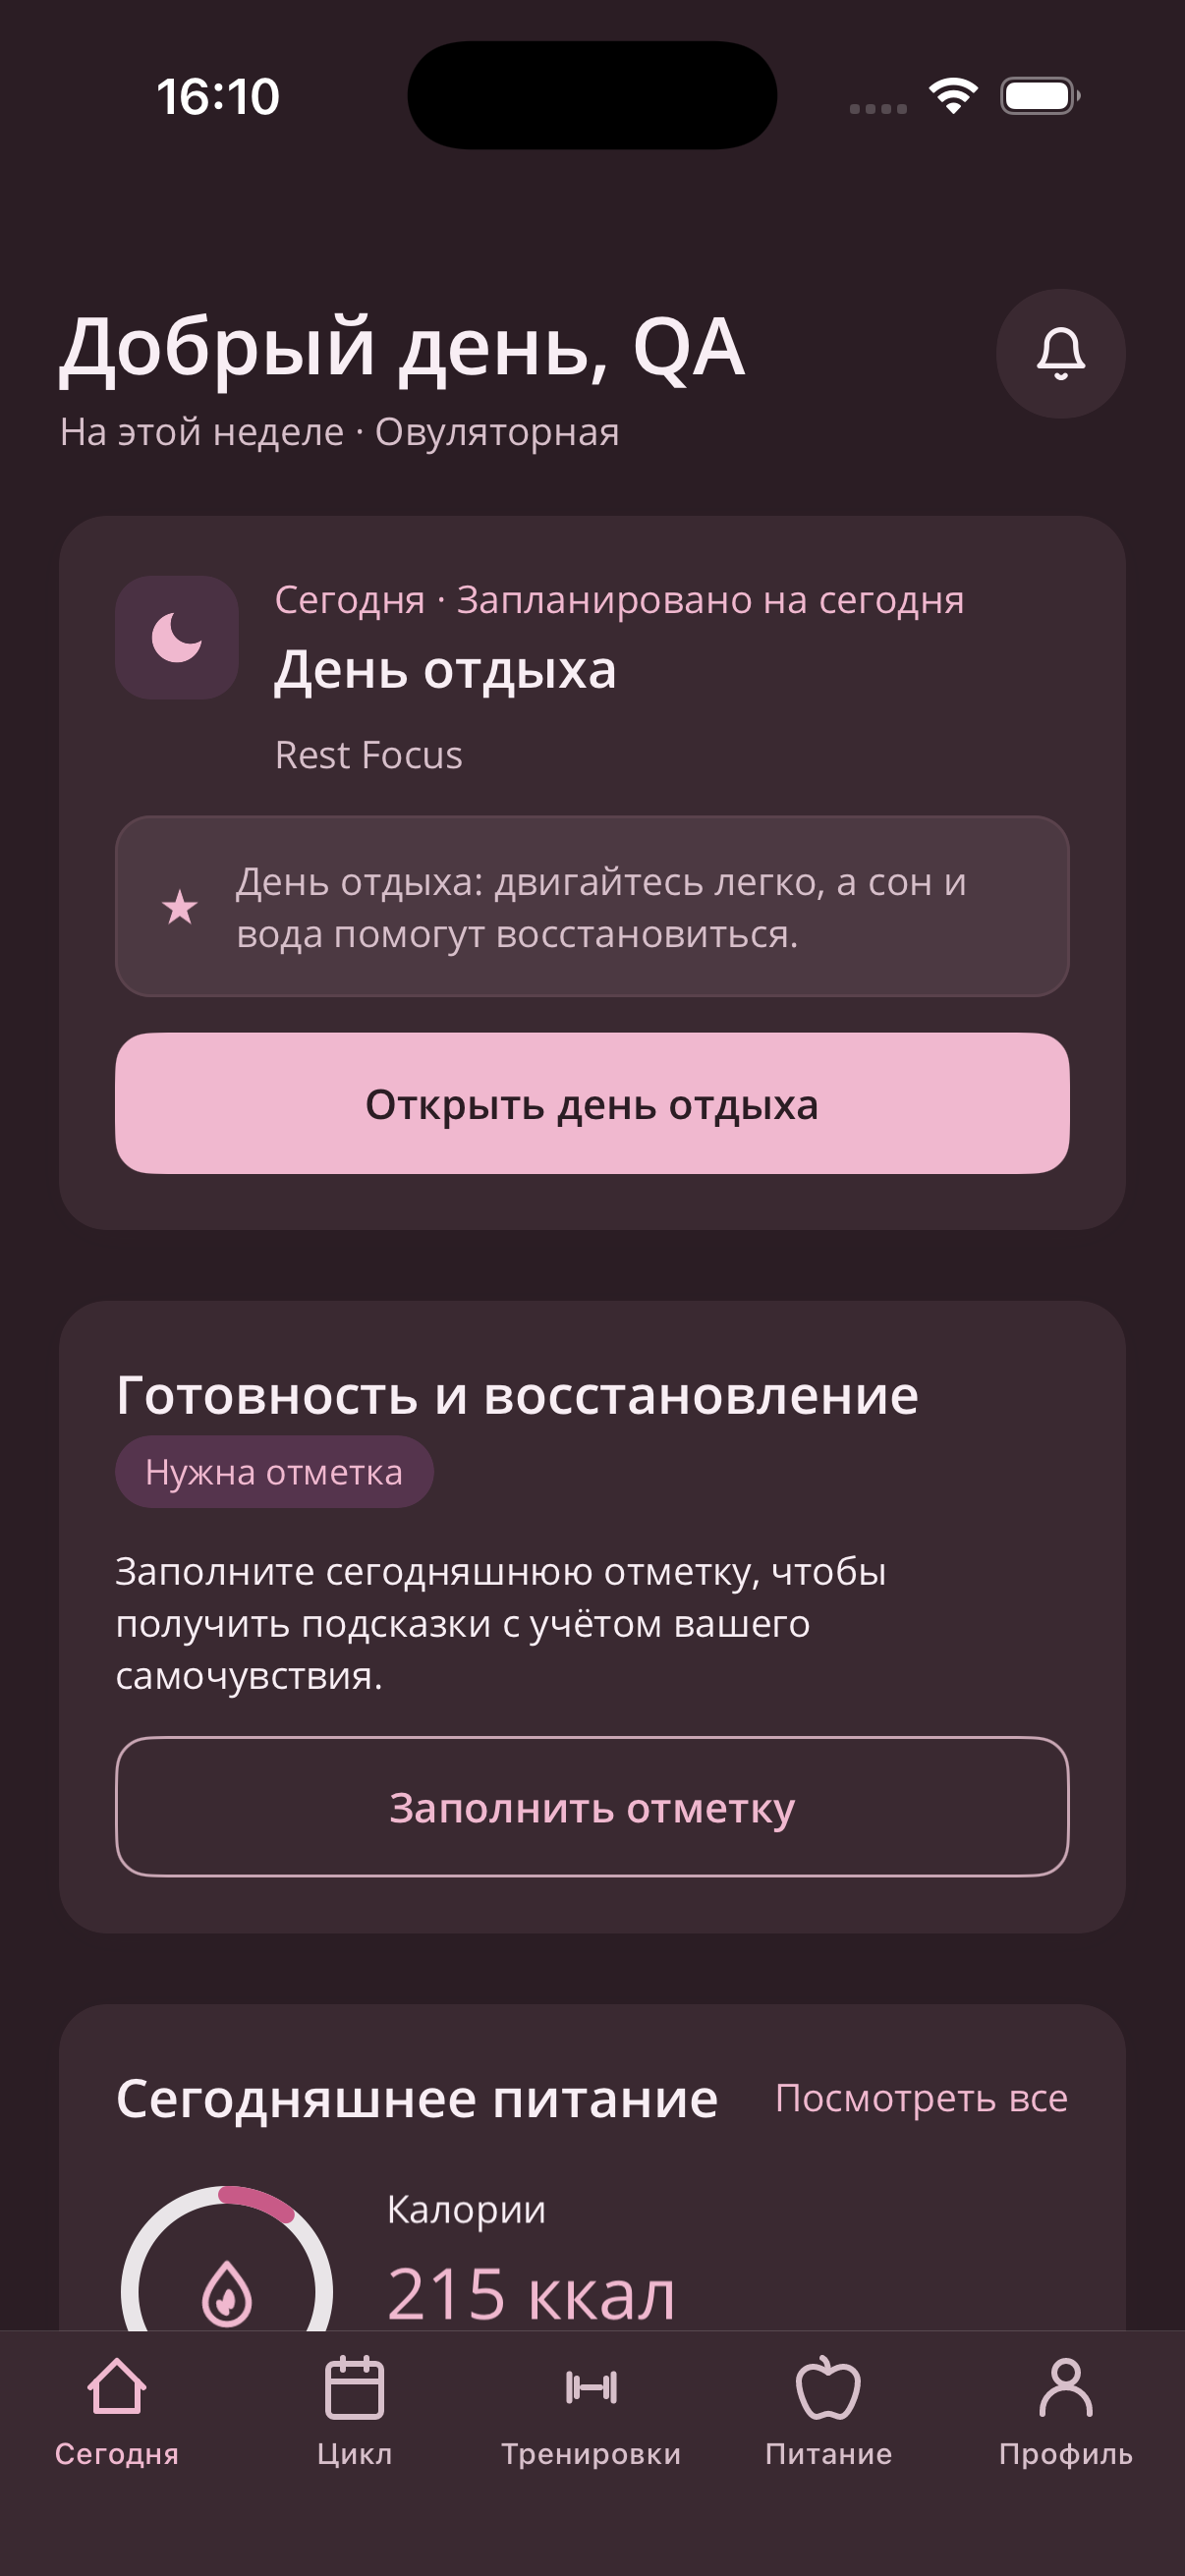 16:10
Добрый день, QA
На этой неделе · Овуляторная
Сегодня · Запланировано на сегодня
День отдыха
Rest Focus
День отдыха: двигайтесь легко, а сон и
вода помогут восстановиться.
Открыть день отдыха
Готовность и восстановление
Нужна отметка
Заполните сегодняшнюю отметку, чтобы
получить подсказки с учётом вашего
самочувствия.
Заполнить отметку
Сегодняшнее питание
Посмотреть все
Калории
215 ккал
Сегодня
Цикл
Тренировки
Питание
Профиль